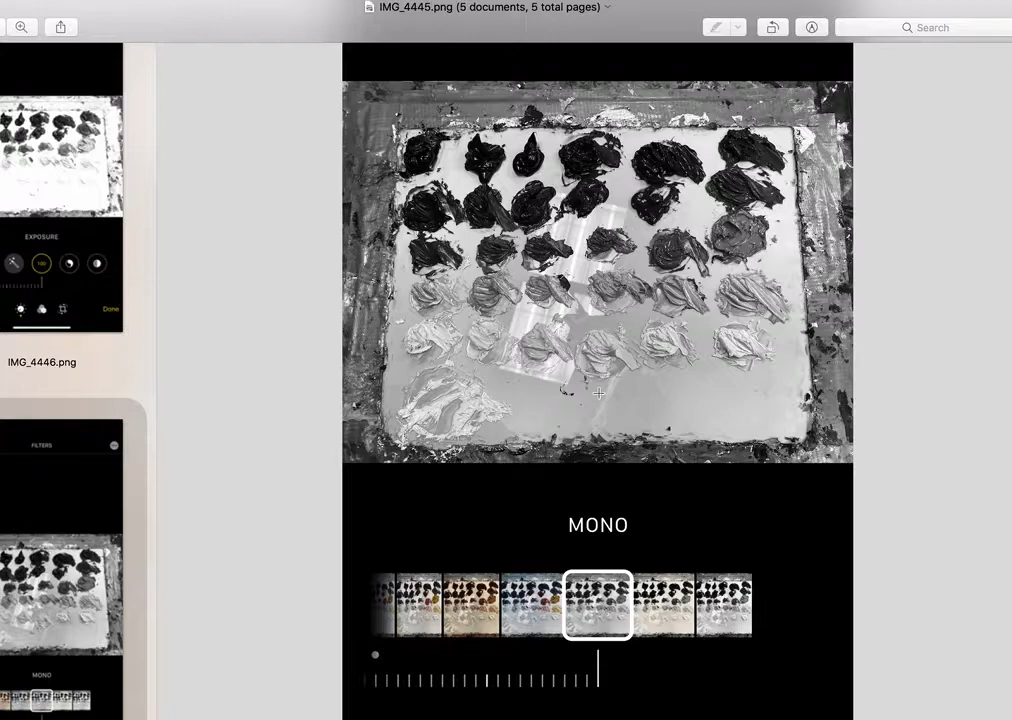 IMG_4445.png (5 documents, 5 total pages)
Search
EXPOSURE
Done
IMG_4446.png
FILTERS
MONO
MONO